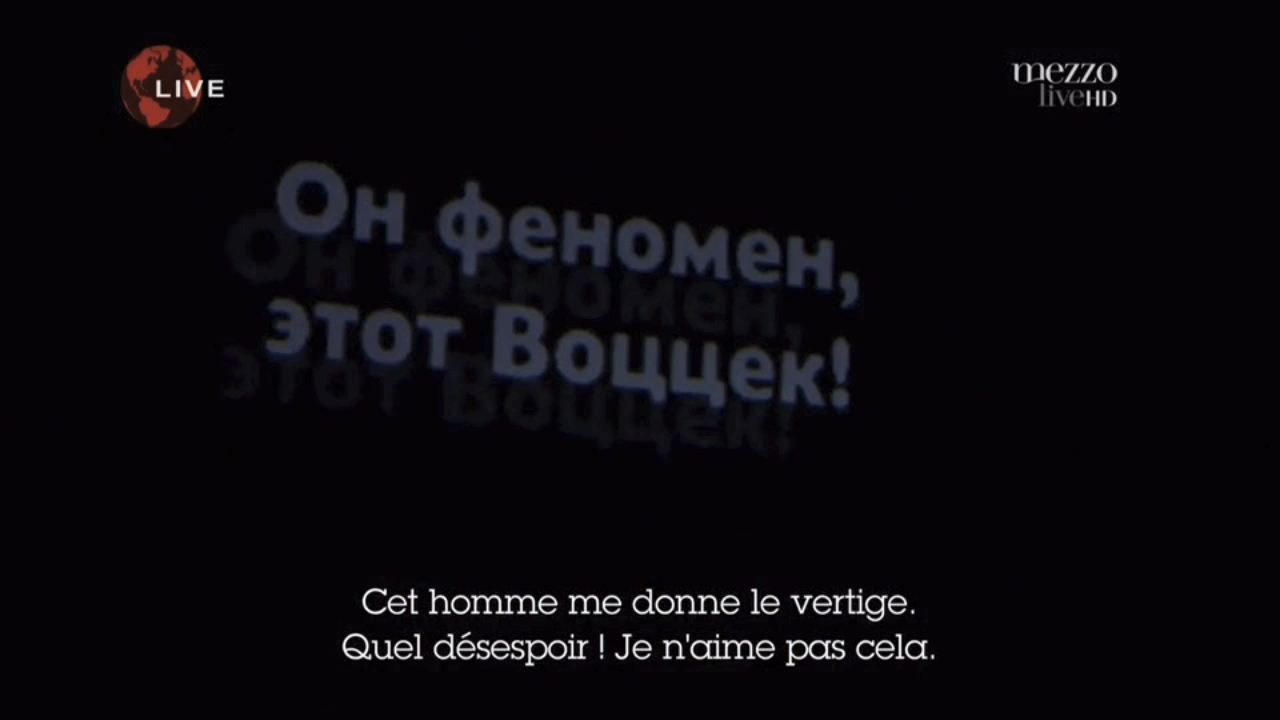 LIVE
mezzo
liveHD
Он феномен,
этот Воццек!
Cet homme me donne le vertige.
Quel désespoir ! Je n'aime pas cela.